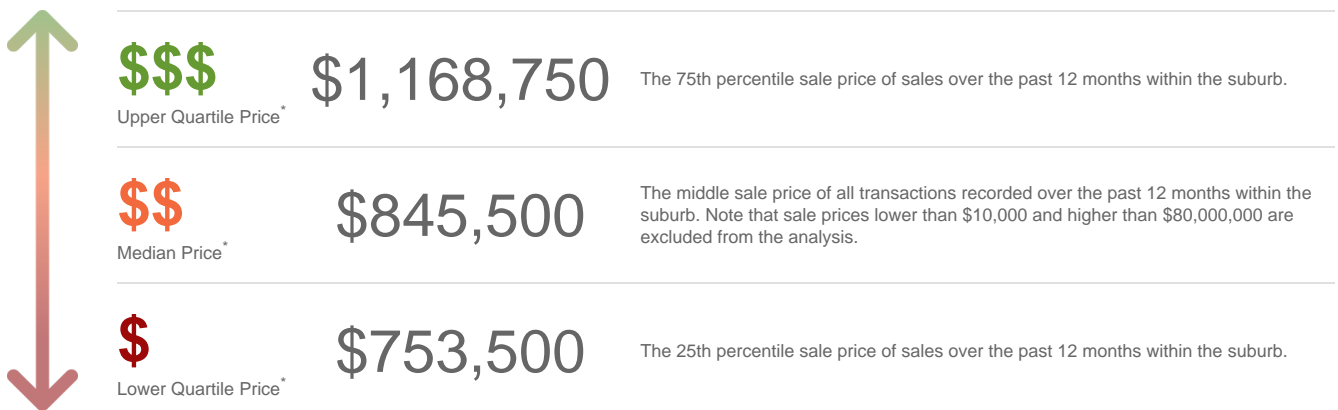 $$$
Upper Quartile Price*
$1,168,750
The 75th percentile sale price of sales over the past 12 months within the suburb.
$$
Median Price*
$845,500
The middle sale price of all transactions recorded over the past 12 months within the
suburb. Note that sale prices lower than $10,000 and higher than $80,000,000 are
excluded from the analysis.
$
Lower Quartile Price*
$753,500
The 25th percentile sale price of sales over the past 12 months within the suburb.